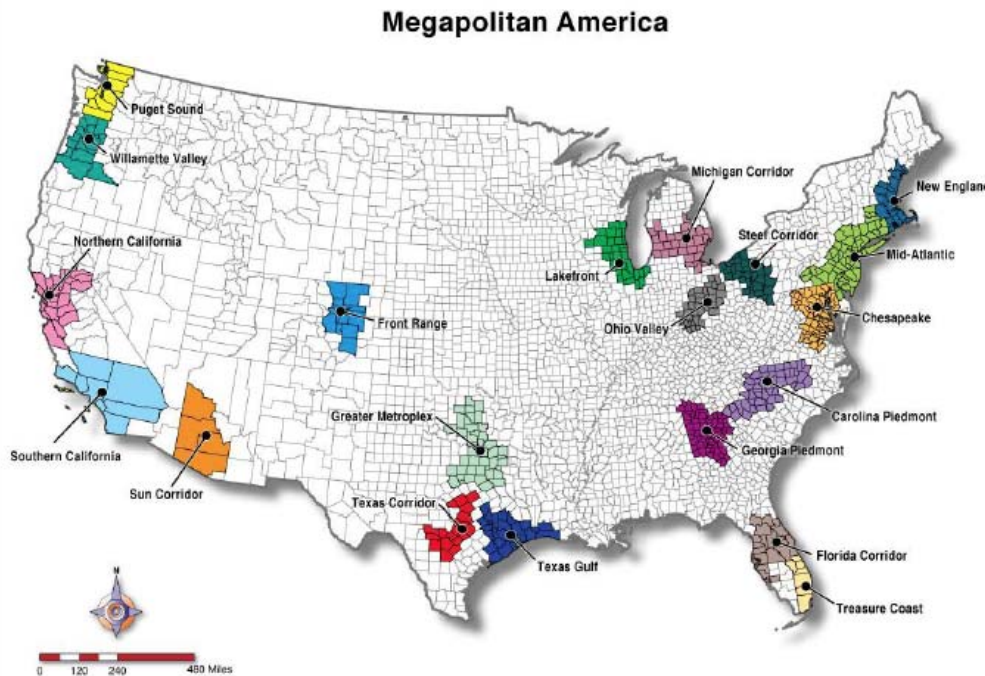 Megapolitan America
Puget Sound
Willamette Valley
Michigan Corridor
New England
Northern California
Steel Corridor
Mid-Atlantic
Lakefront
Chesapeake
Front Range
Ohio Valley
Greater Metroplex
Carolina Piedmont
Southern California
Georgia Piedmont
Sun Corridor
Texas Corridor
Florida Corridor
Texas Gulf
Treasure Coast
N
0 120 240 480 Miles